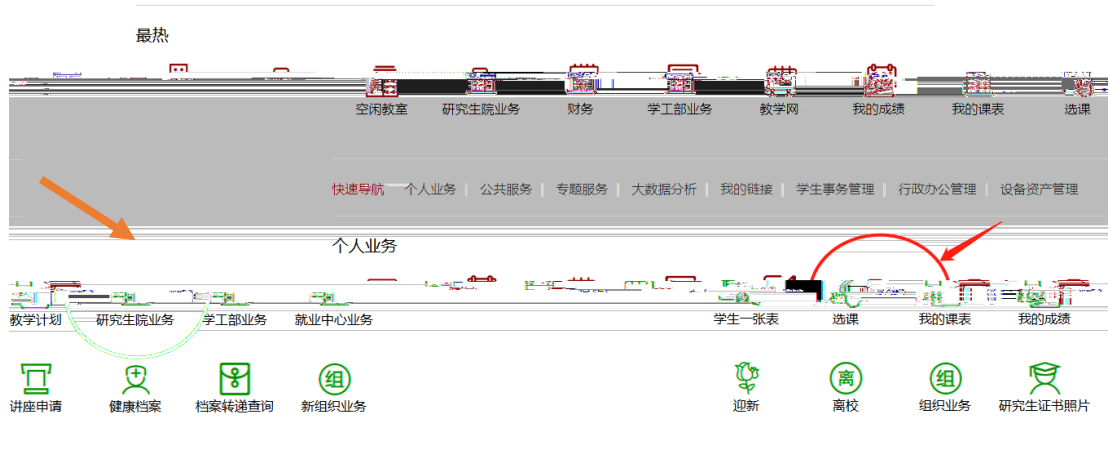 最热
空闲教室 研究生院业务 财务 学工部业务 教学网 我的成绩 我的课表 选课
快速导航 个人业务 | 公共服务 | 专题服务 | 大数据分析 | 我的链接 | 学生事务管理 | 行政办公管理 | 设备资产管理
个人业务
教学计划 研究生院业务 学工部业务 就业中心业务 学生一张表 选课 我的课表 我的成绩
组 离 组
讲座申请 健康档案 档案转递查询 新组织业务 迎新 离校 组织业务 研究生证书照片